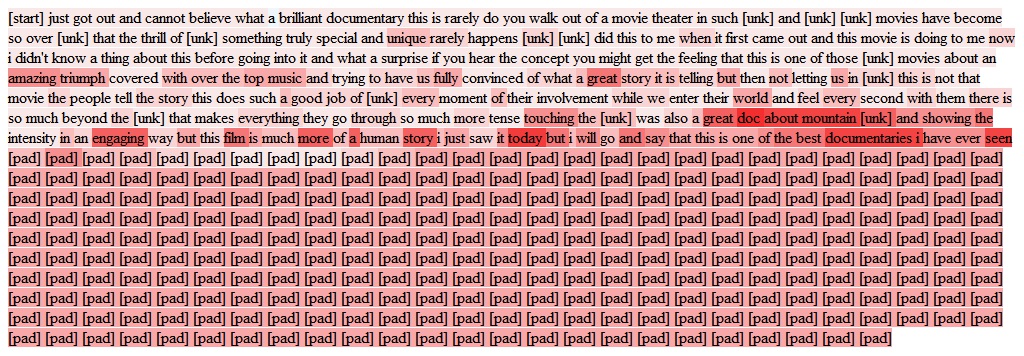 [start] just got out and cannot believe what a brilliant documentary this is rarely do you walk out of a movie theater in such [unk] and [unk] [unk] movies have become
so over [unk] that the thrill of [unk] something truly special and unique rarely happens [unk] [unk] did this to me when it first came out and this movie is doing to me now
i didn't know a thing about this before going into it and what a surprise if you hear the concept you might get the feeling that this is one of those [unk] movies about an
amazing triumph covered with over the top music and trying to have us fully convinced of what a great story it is telling but then not letting us in [unk] this is not that
movie the people tell the story this does such a good job of [unk] every moment of their involvement while we enter their world and feel every second with them there is
so much beyond the [unk] that makes everything they go through so much more tense touching the [unk] was also a great doc about mountain [unk] and showing the
intensity in an engaging way but this film is much more of a human story i just saw it today but i will go and say that this is one of the best documentaries i have ever seen
[pad] [pad] [pad] [pad] [pad] [pad] [pad] [pad] [pad] [pad] [pad] [pad] [pad] [pad] [pad] [pad] [pad] [pad] [pad] [pad] [pad] [pad] [pad] [pad] [pad] [pad] [pad]
[pad] [pad] [pad] [pad] [pad] [pad] [pad] [pad] [pad] [pad] [pad] [pad] [pad] [pad] [pad] [pad] [pad] [pad] [pad] [pad] [pad] [pad] [pad] [pad] [pad] [pad] [pad]
[pad] [pad] [pad] [pad] [pad] [pad] [pad] [pad] [pad] [pad] [pad] [pad] [pad] [pad] [pad] [pad] [pad] [pad] [pad] [pad] [pad] [pad] [pad] [pad] [pad] [pad] [pad]
[pad] [pad] [pad] [pad] [pad] [pad] [pad] [pad] [pad] [pad] [pad] [pad] [pad] [pad] [pad] [pad] [pad] [pad] [pad] [pad] [pad] [pad] [pad] [pad] [pad] [pad] [pad]
[pad] [pad] [pad] [pad] [pad] [pad] [pad] [pad] [pad] [pad] [pad] [pad] [pad] [pad] [pad] [pad] [pad] [pad] [pad] [pad] [pad] [pad] [pad] [pad] [pad] [pad] [pad]
[pad] [pad] [pad] [pad] [pad] [pad] [pad] [pad] [pad] [pad] [pad] [pad] [pad] [pad] [pad] [pad] [pad] [pad] [pad] [pad] [pad] [pad] [pad] [pad] [pad] [pad] [pad]
[pad] [pad] [pad] [pad] [pad] [pad] [pad] [pad] [pad] [pad] [pad] [pad] [pad] [pad] [pad] [pad] [pad] [pad] [pad] [pad] [pad] [pad] [pad] [pad] [pad] [pad] [pad]
[pad] [pad] [pad] [pad] [pad] [pad] [pad] [pad] [pad] [pad] [pad] [pad] [pad] [pad] [pad] [pad] [pad] [pad] [pad] [pad] [pad] [pad] [pad] [pad] [pad] [pad] [pad]
[pad] [pad] [pad] [pad] [pad] [pad] [pad] [pad] [pad] [pad] [pad] [pad] [pad] [pad] [pad] [pad] [pad] [pad] [pad] [pad] [pad] [pad] [pad] [pad] [pad] [pad] [pad]
[pad] [pad] [pad] [pad] [pad] [pad] [pad] [pad] [pad] [pad] [pad] [pad] [pad] [pad] [pad] [pad] [pad] [pad] [pad] [pad] [pad] [pad] [pad] [pad]